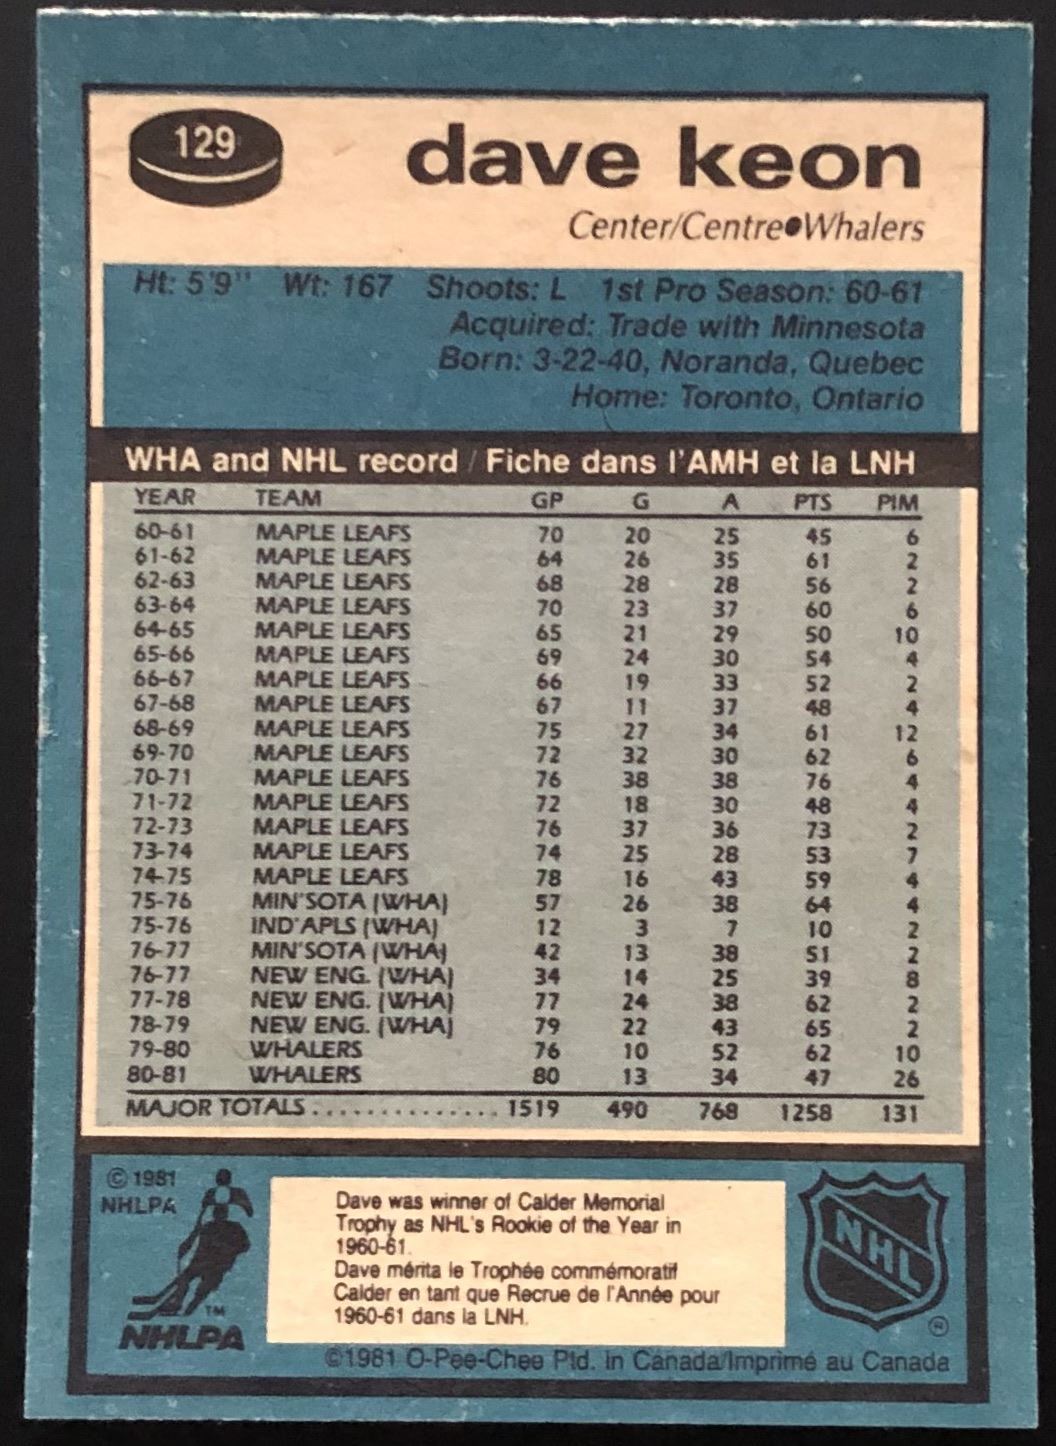 129
dave keon
Center/Centre●Whalers
Ht: 5'9" Wt: 167 Shoots: L 1st Pro Season: 60-61
Acquired: Trade with Minnesota
Born: 3-22-40, Noranda, Quebec
Home: Toronto, Ontario
WHA and NHL record / Fiche dans l'AMH et la LNH
YEAR TEAM GP G A PTS PIM
60-61 MAPLE LEAFS 70 20 25 45 6
61-62 MAPLE LEAFS 64 26 35 61 2
62-63 MAPLE LEAFS 68 28 28 56 2
63-64 MAPLE LEAFS 70 23 37 60 6
64-65 MAPLE LEAFS 65 21 29 50 10
65-66 MAPLE LEAFS 69 24 30 54 4
66-67 MAPLE LEAFS 66 19 33 52 2
67-68 MAPLE LEAFS 67 11 37 48 4
68-69 MAPLE LEAFS 75 27 34 61 12
69-70 MAPLE LEAFS 72 32 30 62 6
70-71 MAPLE LEAFS 76 38 38 76 4
71-72 MAPLE LEAFS 72 18 30 48 4
72-73 MAPLE LEAFS 76 37 36 73 2
73-74 MAPLE LEAFS 74 25 28 53 7
74-75 MAPLE LEAFS 78 16 43 59 4
75-76 MIN'SOTA (WHA) 57 26 38 64 4
75-76 IND'APLS (WHA) 12 3 7 10 2
76-77 MIN'SOTA (WHA) 42 13 38 51 2
76-77 NEW ENG. (WHA) 34 14 25 39 8
77-78 NEW ENG. (WHA) 77 24 38 62 2
78-79 NEW ENG. (WHA) 79 22 43 65 2
79-80 WHALERS 76 10 52 62 10
80-81 WHALERS 80 13 34 47 26
MAJOR TOTALS.............. 1519 490 768 1258 131
© 1981
NHLPA
TM
NHLPA
Dave was winner of Calder Memorial
Trophy as NHL's Rookie of the Year in
1960-61.
Dave mérita le Trophée commémoratif
Calder en tant que Recrue de l'Année pour
1960-61 dans la LNH.
NHL
®
©1981 O-Pee-Chee Ptd. in Canada/Imprimé au Canada